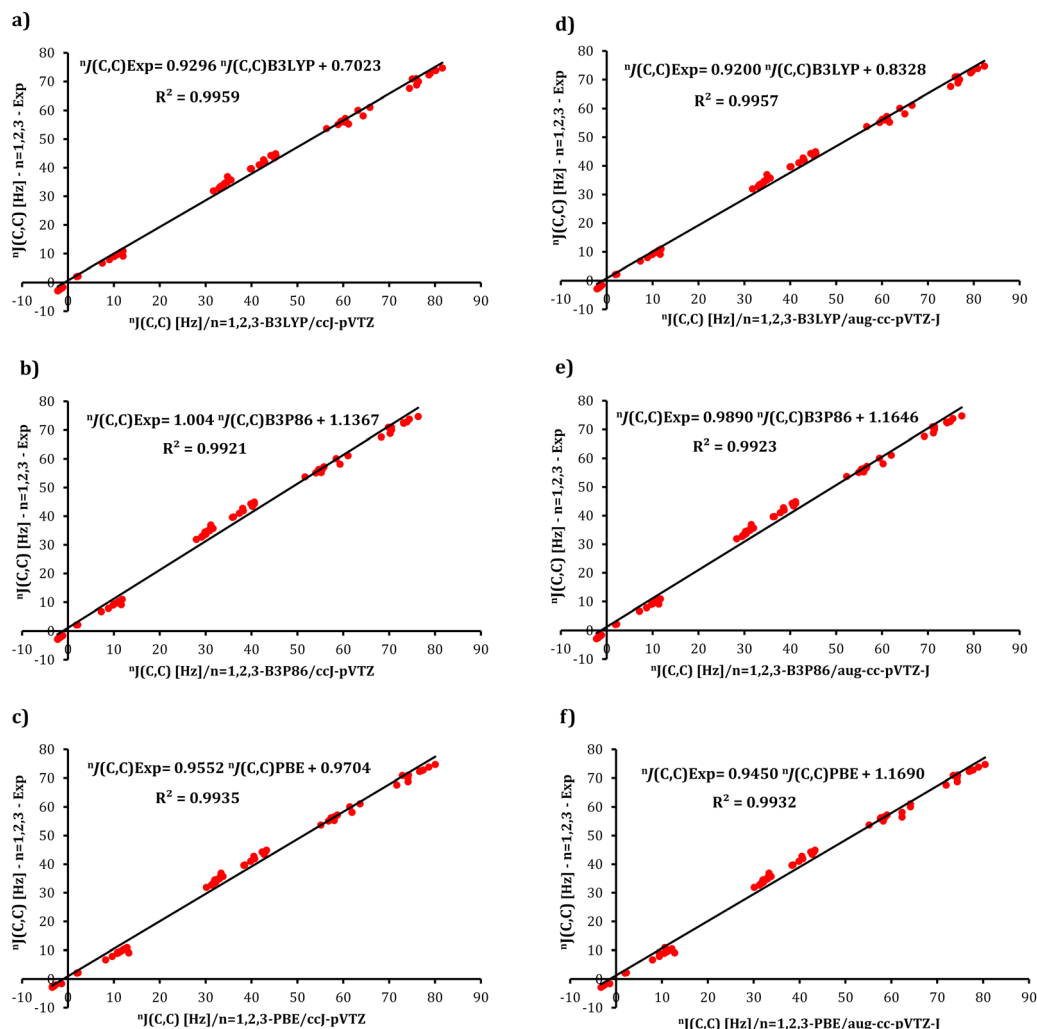 a)
ⁿJ(C,C)Exp= 0.9296 ⁿJ(C,C)B3LYP + 0.7023
R² = 0.9959
ⁿJ(C,C) [Hz] - n=1,2,3 - Exp
80
70
60
50
40
30
20
10
0
-10
-10 0 10 20 30 40 50 60 70 80 90
ⁿJ(C,C) [Hz]/n=1,2,3-B3LYP/ccJ-pVTZ
d)
ⁿJ(C,C)Exp= 0.9200 ⁿJ(C,C)B3LYP + 0.8328
R² = 0.9957
ⁿJ(C,C) [Hz] - n=1,2,3 - Exp
80
70
60
50
40
30
20
10
0
-10
-10 0 10 20 30 40 50 60 70 80 90
ⁿJ(C,C) [Hz]/n=1,2,3-B3LYP/aug-cc-pVTZ-J
b)
ⁿJ(C,C)Exp= 1.004 ⁿJ(C,C)B3P86 + 1.1367
R² = 0.9921
ⁿJ(C,C) [Hz] - n=1,2,3 - Exp
80
70
60
50
40
30
20
10
0
-10
-10 0 10 20 30 40 50 60 70 80 90
ⁿJ(C,C) [Hz]/n=1,2,3-B3P86/ccJ-pVTZ
e)
ⁿJ(C,C)Exp= 0.9890 ⁿJ(C,C)B3P86 + 1.1646
R² = 0.9923
ⁿJ(C,C) [Hz] - n=1,2,3 - Exp
80
70
60
50
40
30
20
10
0
-10
-10 0 10 20 30 40 50 60 70 80 90
ⁿJ(C,C) [Hz]/n=1,2,3-B3P86/aug-cc-pVTZ-J
c)
ⁿJ(C,C)Exp= 0.9552 ⁿJ(C,C)PBE + 0.9704
R² = 0.9935
ⁿJ(C,C) [Hz] - n=1,2,3 - Exp
80
70
60
50
40
30
20
10
0
-10
-10 0 10 20 30 40 50 60 70 80 90
ⁿJ(C,C) [Hz]/n=1,2,3-PBE/ccJ-pVTZ
f)
ⁿJ(C,C)Exp= 0.9450 ⁿJ(C,C)PBE + 1.1690
R² = 0.9932
ⁿJ(C,C) [Hz] - n=1,2,3 - Exp
80
70
60
50
40
30
20
10
0
-10
-10 0 10 20 30 40 50 60 70 80 90
ⁿJ(C,C) [Hz]/n=1,2,3-PBE/aug-cc-pVTZ-J